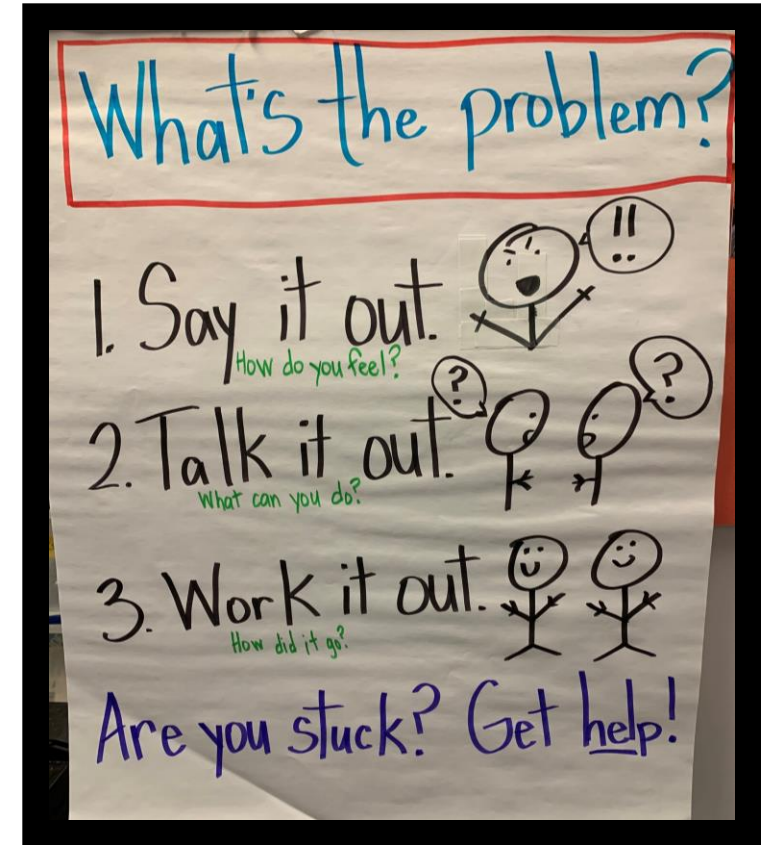 What's the problem?
!!
1. Say it out.
How do you feel?
? ?
2. Talk it out.
What can you do?
3. Work it out.
How did it go?
Are you stuck? Get help!